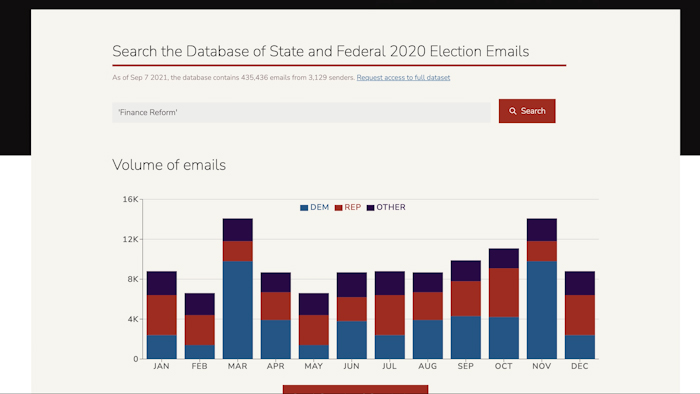 Search the Database of State and Federal 2020 Election Emails
As of Sep 7 2021, the database contains 435,436 emails from 3,129 senders. Request access to full dataset
'Finance Reform'
Search
Volume of emails
16K
DEM REP OTHER
12K
8K
4K
0
JAN FEB MAR APR MAY JUN JUL AUG SEP OCT NOV DEC